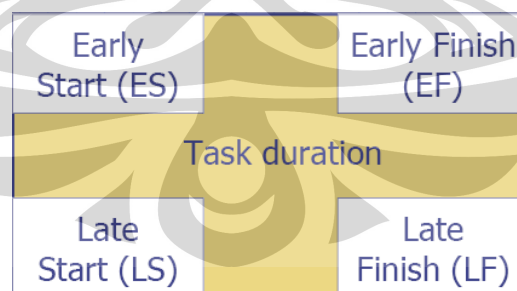 Early
Start (ES)
Early Finish
(EF)
Task duration
Late
Start (LS)
Late
Finish (LF)